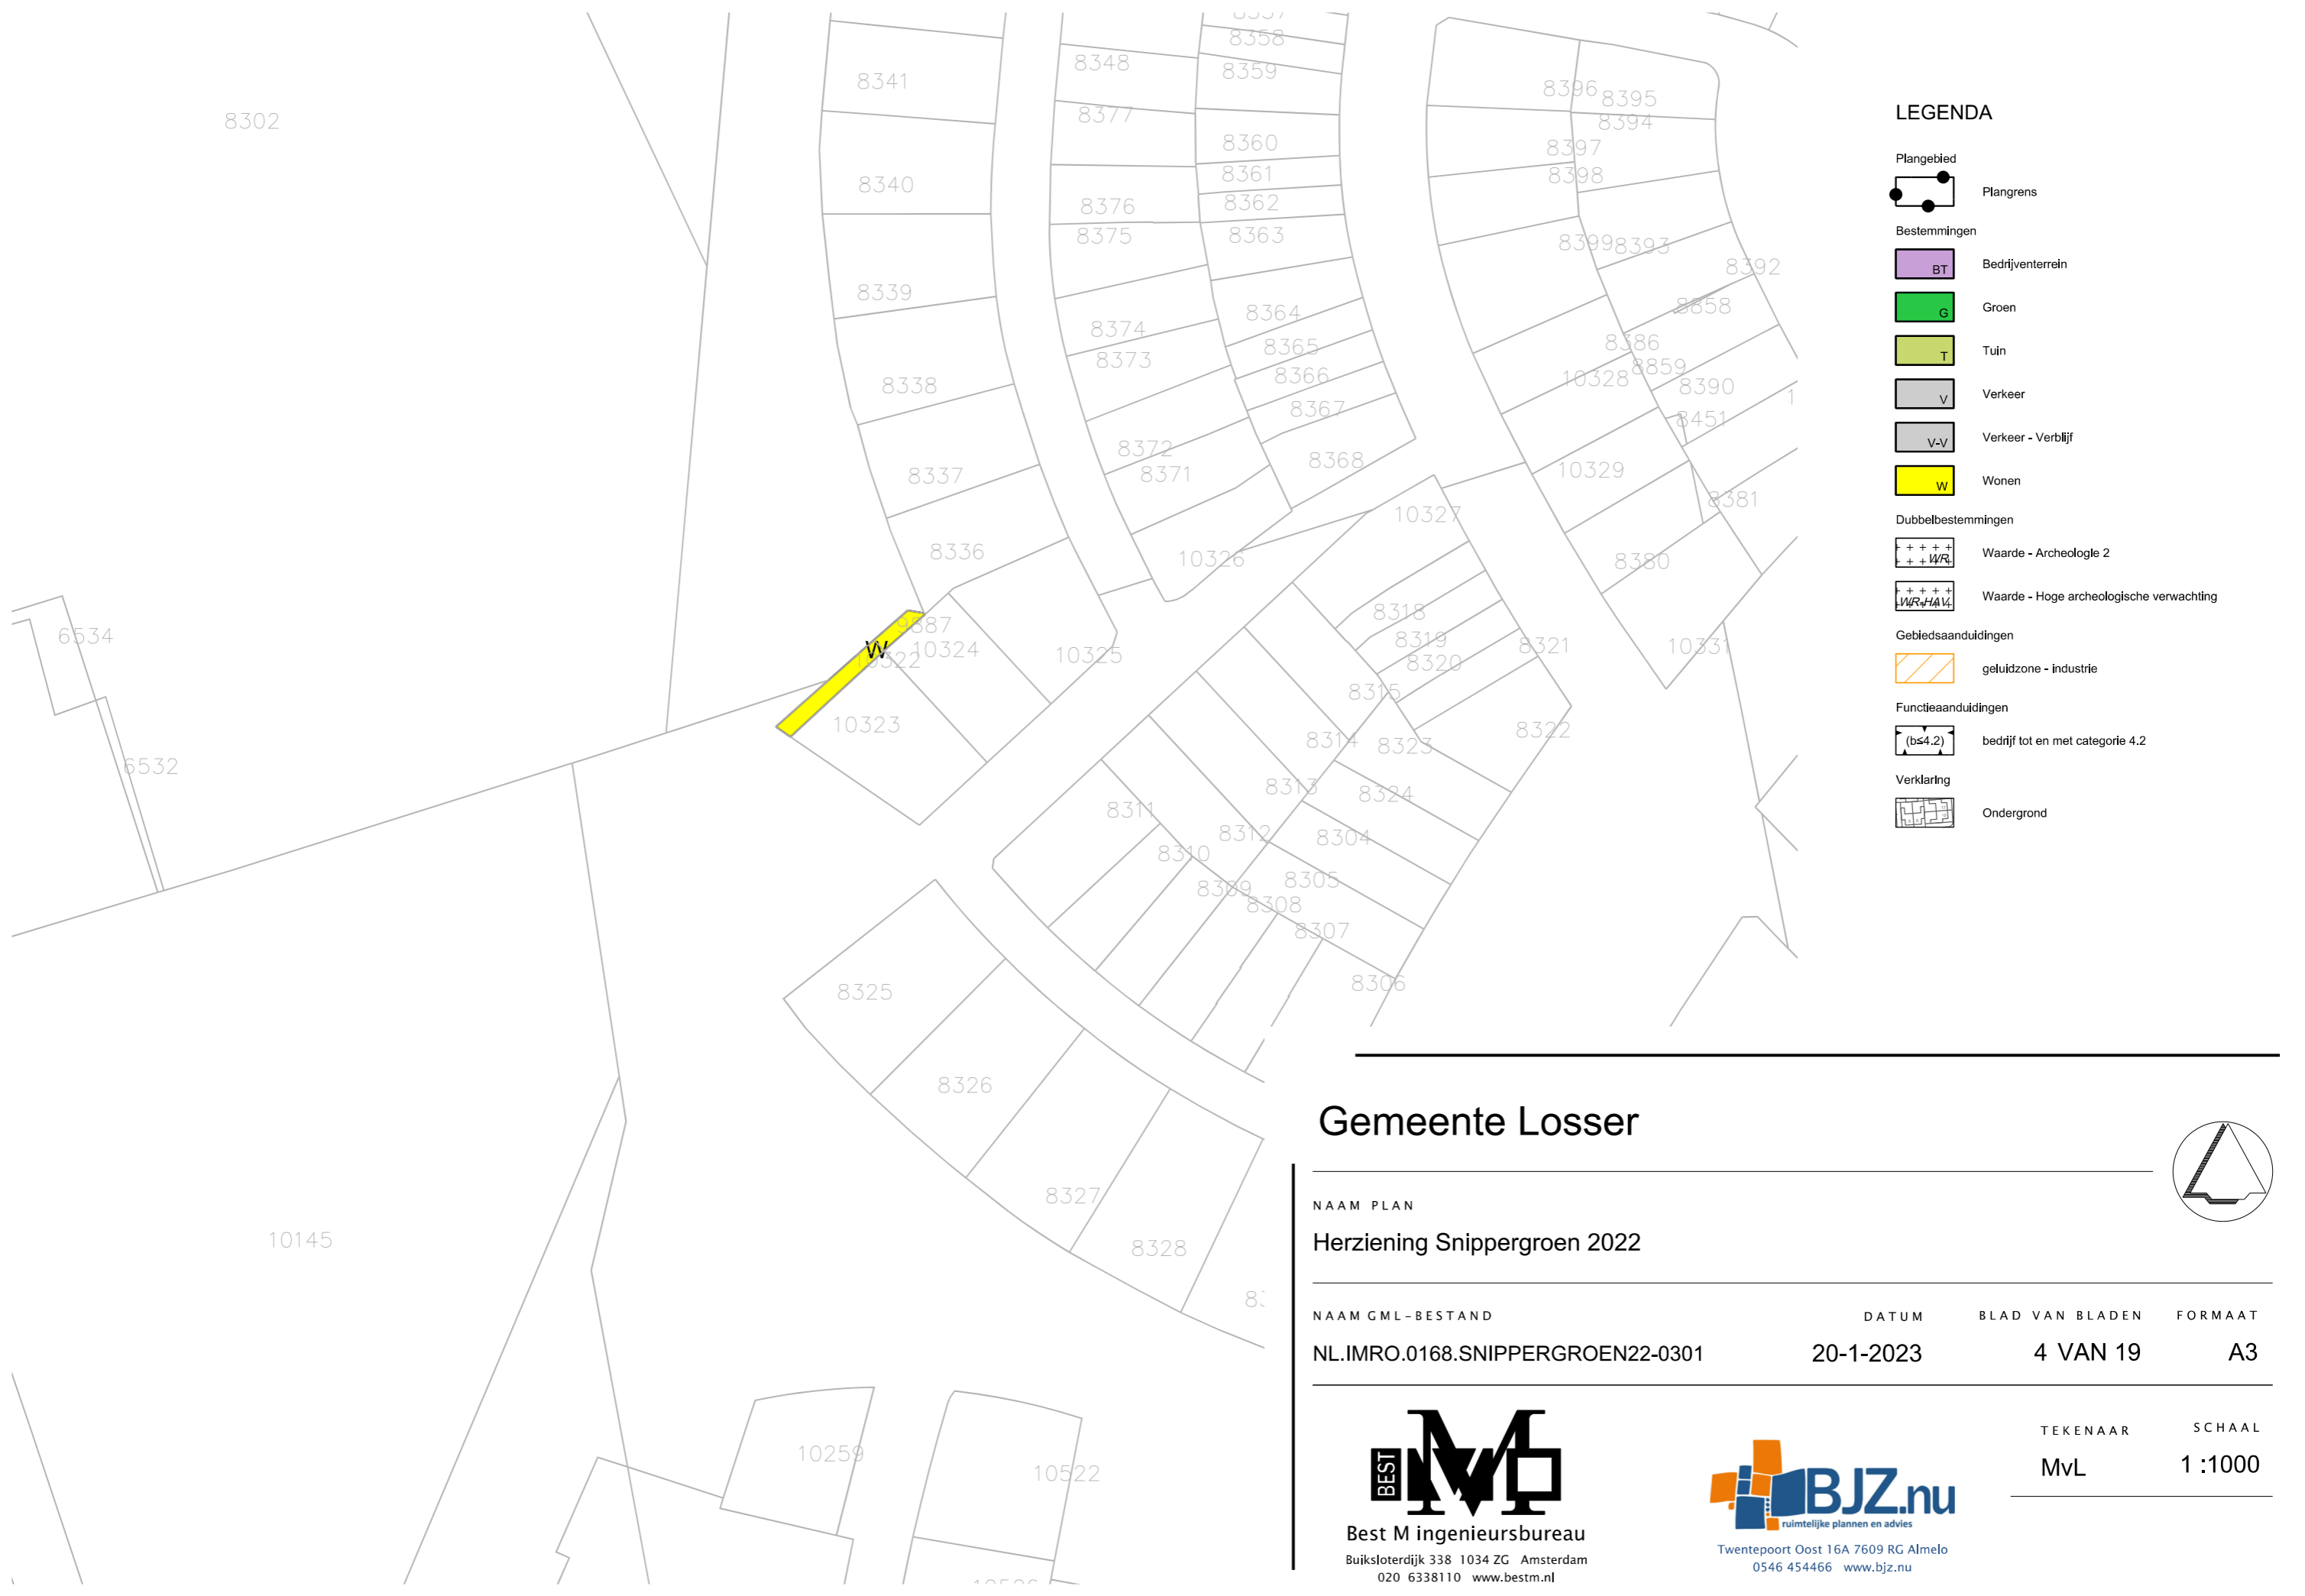 8302
8341
8340
8339
8338
8337
8336
8348
8377
8376
8375
8374
8373
8372
8371
8358
8359
8360
8361
8362
8363
8364
8365
8366
8367
8368
10326
10327
8396
8395
8394
8397
8398
8399
8393
8392
8858
8386
8859
10328
8390
8451
10329
8381
8380
10331
6534
6532
9887
W
10322
10324
10323
10325
8318
8319
8320
8321
8315
8322
8314
8323
8313
8324
8311
8312
8304
8310
8309
8305
8308
8307
8306
8325
8326
8327
8328
10145
10259
10522
LEGENDA
Plangebied
Plangrens
Bestemmingen
BT Bedrijventerrein
G Groen
T Tuin
V Verkeer
V-V Verkeer - Verblijf
W Wonen
Dubbelbestemmingen
WR Waarde - Archeologie 2
WR-HAV Waarde - Hoge archeologische verwachting
Gebiedsaanduidingen
geluidzone - industrie
Functieaanduidingen
(b≤4.2) bedrijf tot en met categorie 4.2
Verklaring
Ondergrond
Gemeente Losser
NAAM PLAN
Herziening Snippergroen 2022
NAAM GML-BESTAND DATUM BLAD VAN BLADEN FORMAAT
NL.IMRO.0168.SNIPPERGROEN22-0301 20-1-2023 4 VAN 19 A3
TEKENAAR SCHAAL
MvL 1 :1000
BEST M
Best M ingenieursbureau
Buiksloterdijk 338 1034 ZG Amsterdam
020 6338110 www.bestm.nl
BJZ.nu
ruimtelijke plannen en advies
Twentepoort Oost 16A 7609 RG Almelo
0546 454466 www.bjz.nu